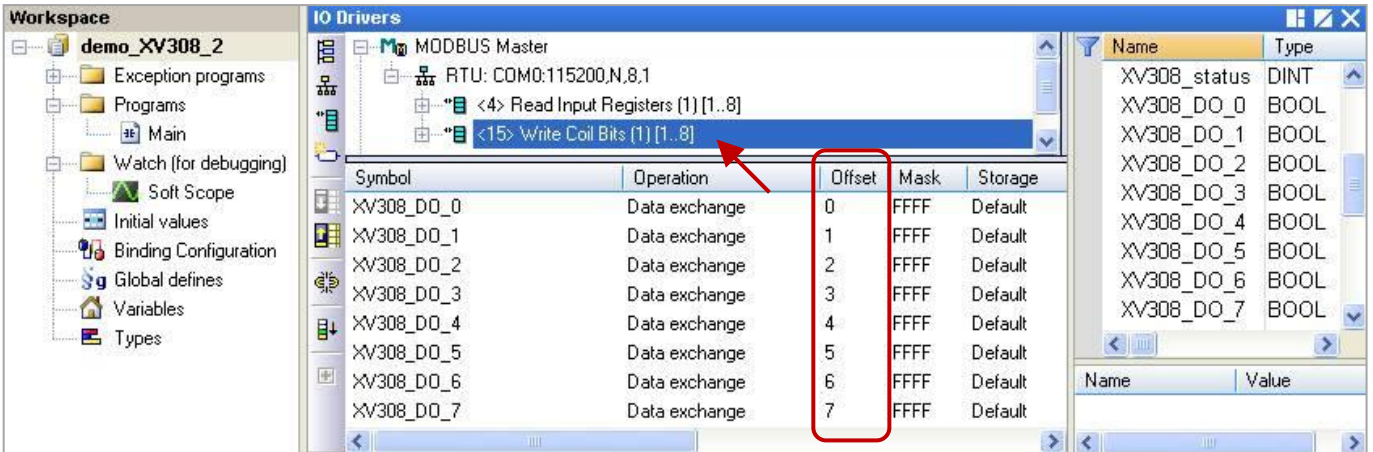 Workspace
demo_XV308_2
Exception programs
Programs
Main
Watch (for debugging)
Soft Scope
Initial values
Binding Configuration
Global defines
Variables
Types
IO Drivers
MODBUS Master
RTU: COM0:115200,N,8,1
<4> Read Input Registers (1) [1..8]
<15> Write Coil Bits (1) [1..8]
Symbol Operation Offset Mask Storage
XV308_DO_0 Data exchange 0 FFFF Default
XV308_DO_1 Data exchange 1 FFFF Default
XV308_DO_2 Data exchange 2 FFFF Default
XV308_DO_3 Data exchange 3 FFFF Default
XV308_DO_4 Data exchange 4 FFFF Default
XV308_DO_5 Data exchange 5 FFFF Default
XV308_DO_6 Data exchange 6 FFFF Default
XV308_DO_7 Data exchange 7 FFFF Default
Name Type
XV308_status DINT
XV308_DO_0 BOOL
XV308_DO_1 BOOL
XV308_DO_2 BOOL
XV308_DO_3 BOOL
XV308_DO_4 BOOL
XV308_DO_5 BOOL
XV308_DO_6 BOOL
XV308_DO_7 BOOL
Name Value